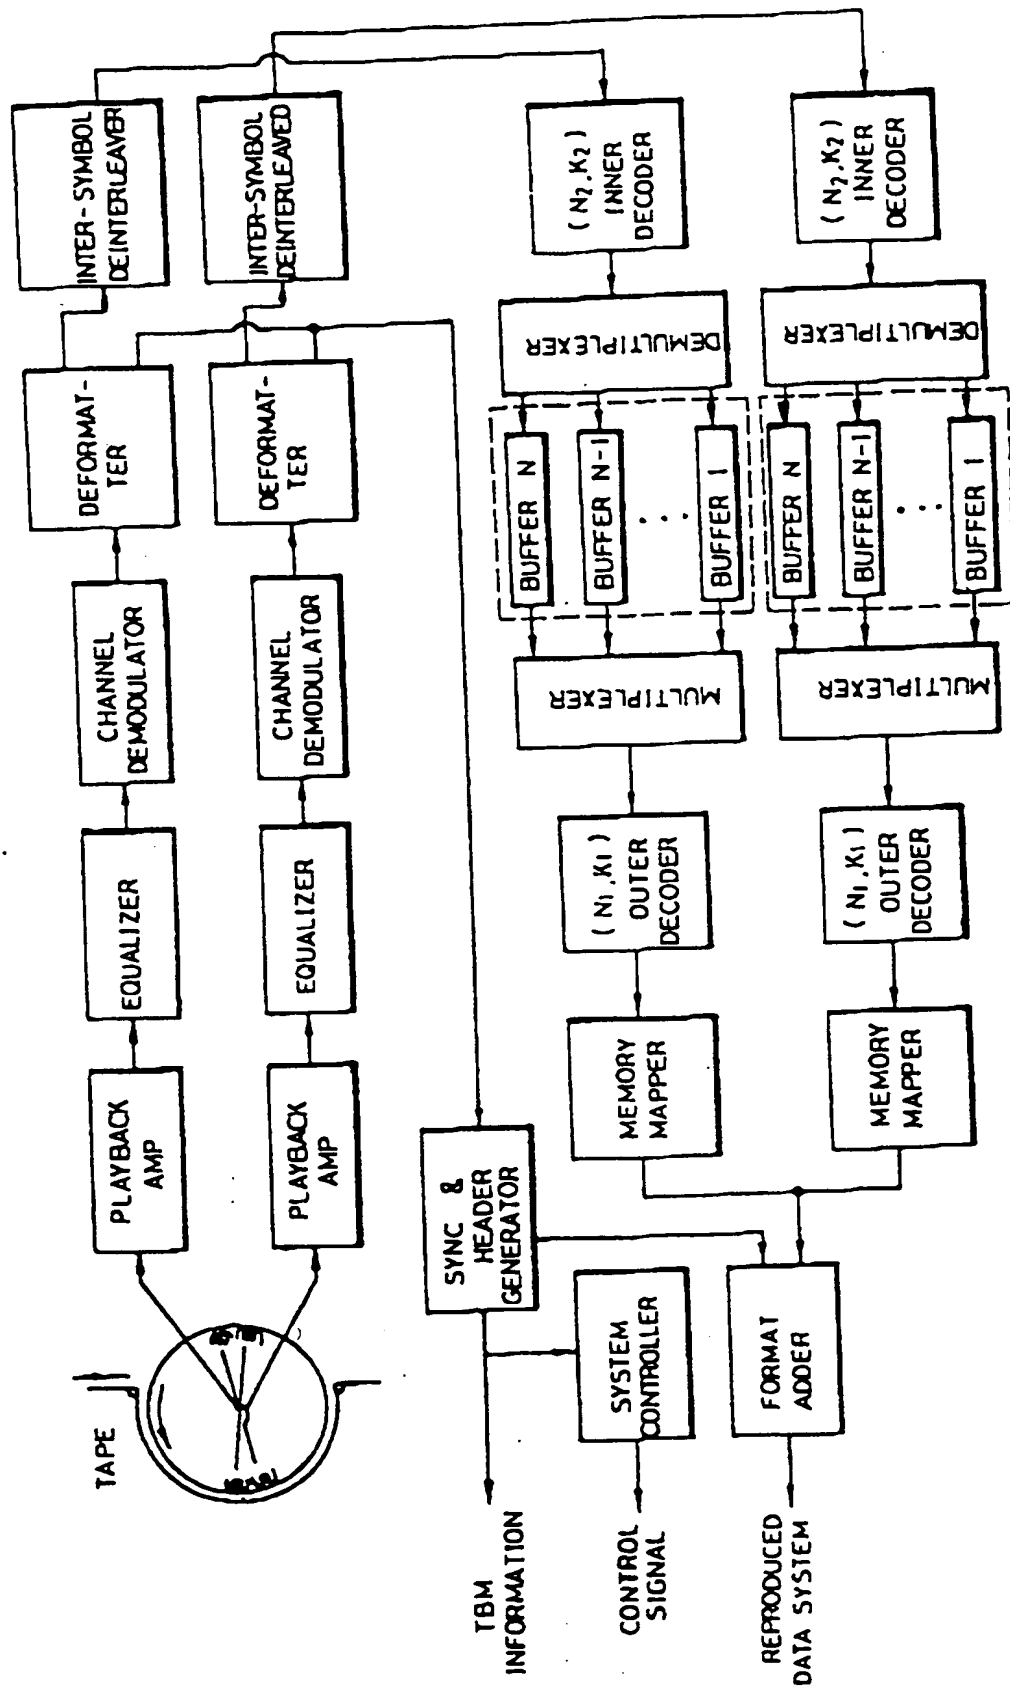 TAPE
PLAYBACK
AMP
EQUALIZER
CHANNEL
DEMODULATOR
DEFORMAT-
TER
INTER-SYMBOL
DEINTERLEAVER
PLAYBACK
AMP
EQUALIZER
CHANNEL
DEMODULATOR
DEFORMAT-
TER
INTER-SYMBOL
DEINTERLEAVED
TBM
INFORMATION
SYNC &
HEADER
GENERATOR
CONTROL
SIGNAL
SYSTEM
CONTROLLER
REPRODUCED
DATA SYSTEM
FORMAT
ADDER
MEMORY
MAPPER
(N1,K1)
OUTER
DECODER
MULTIPLEXER
BUFFER N
BUFFER N-1
...
BUFFER 1
DEMULTIPLEXER
(N2,K2)
INNER
DECODER
MEMORY
MAPPER
(N1,K1)
OUTER
DECODER
MULTIPLEXER
BUFFER N
BUFFER N-1
...
BUFFER 1
DEMULTIPLEXER
(N2,K2)
INNER
DECODER